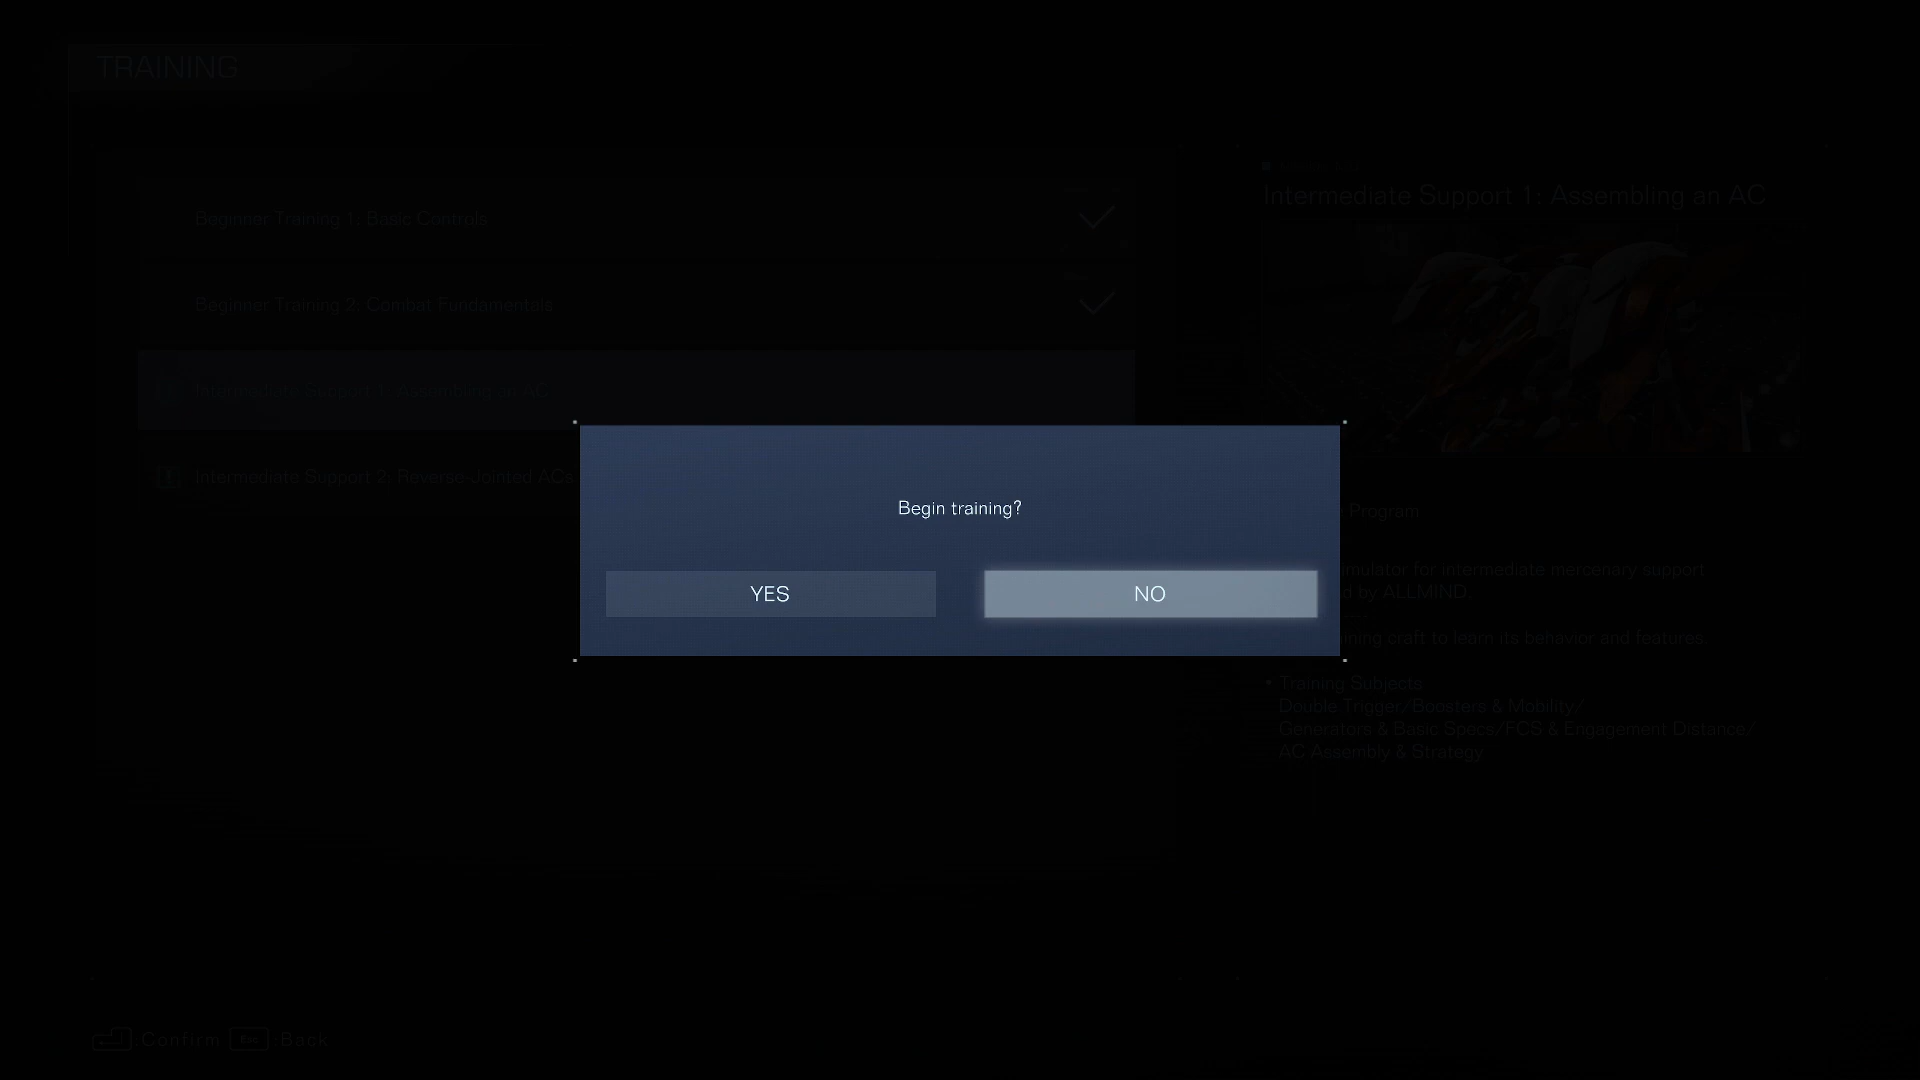 TRAINING
Beginner Training 1: Basic Controls
Beginner Training 2: Combat Fundamentals
Intermediate Support 1: Assembling an AC
Intermediate Support 2: Reverse-Jointed ACs
Intermediate Support 1: Assembling an AC
Program
mulator for intermediate mercenary support
d by ALLMIND.
ining craft to learn its behavior and features.
• Training Subjects
Double Trigger/Boosters & Mobility/
Generators & Basic Specs/FCS & Engagement Distance/
AC Assembly & Strategy
Begin training?
YES
NO
:Confirm Esc :Back